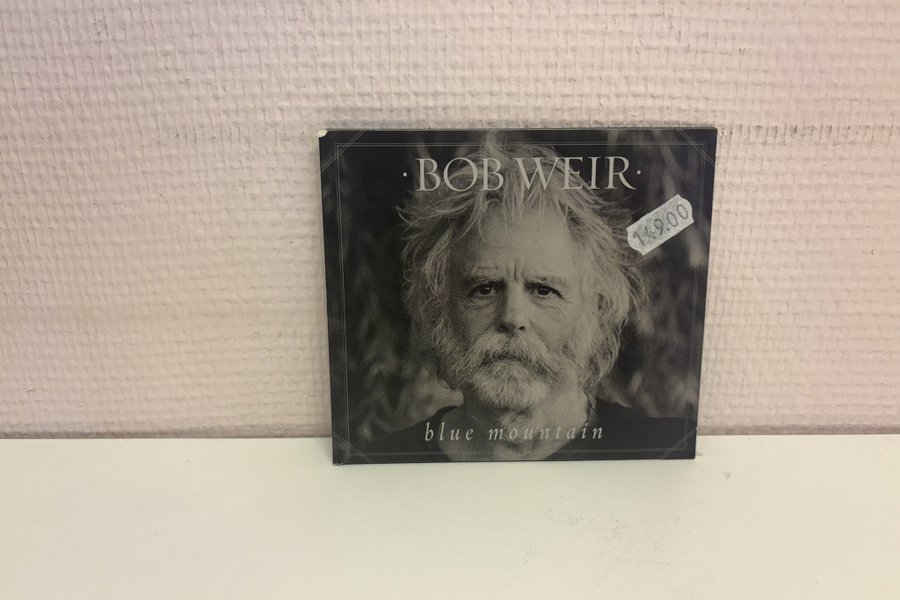 · BOB WEIR ·
149.00
blue mountain